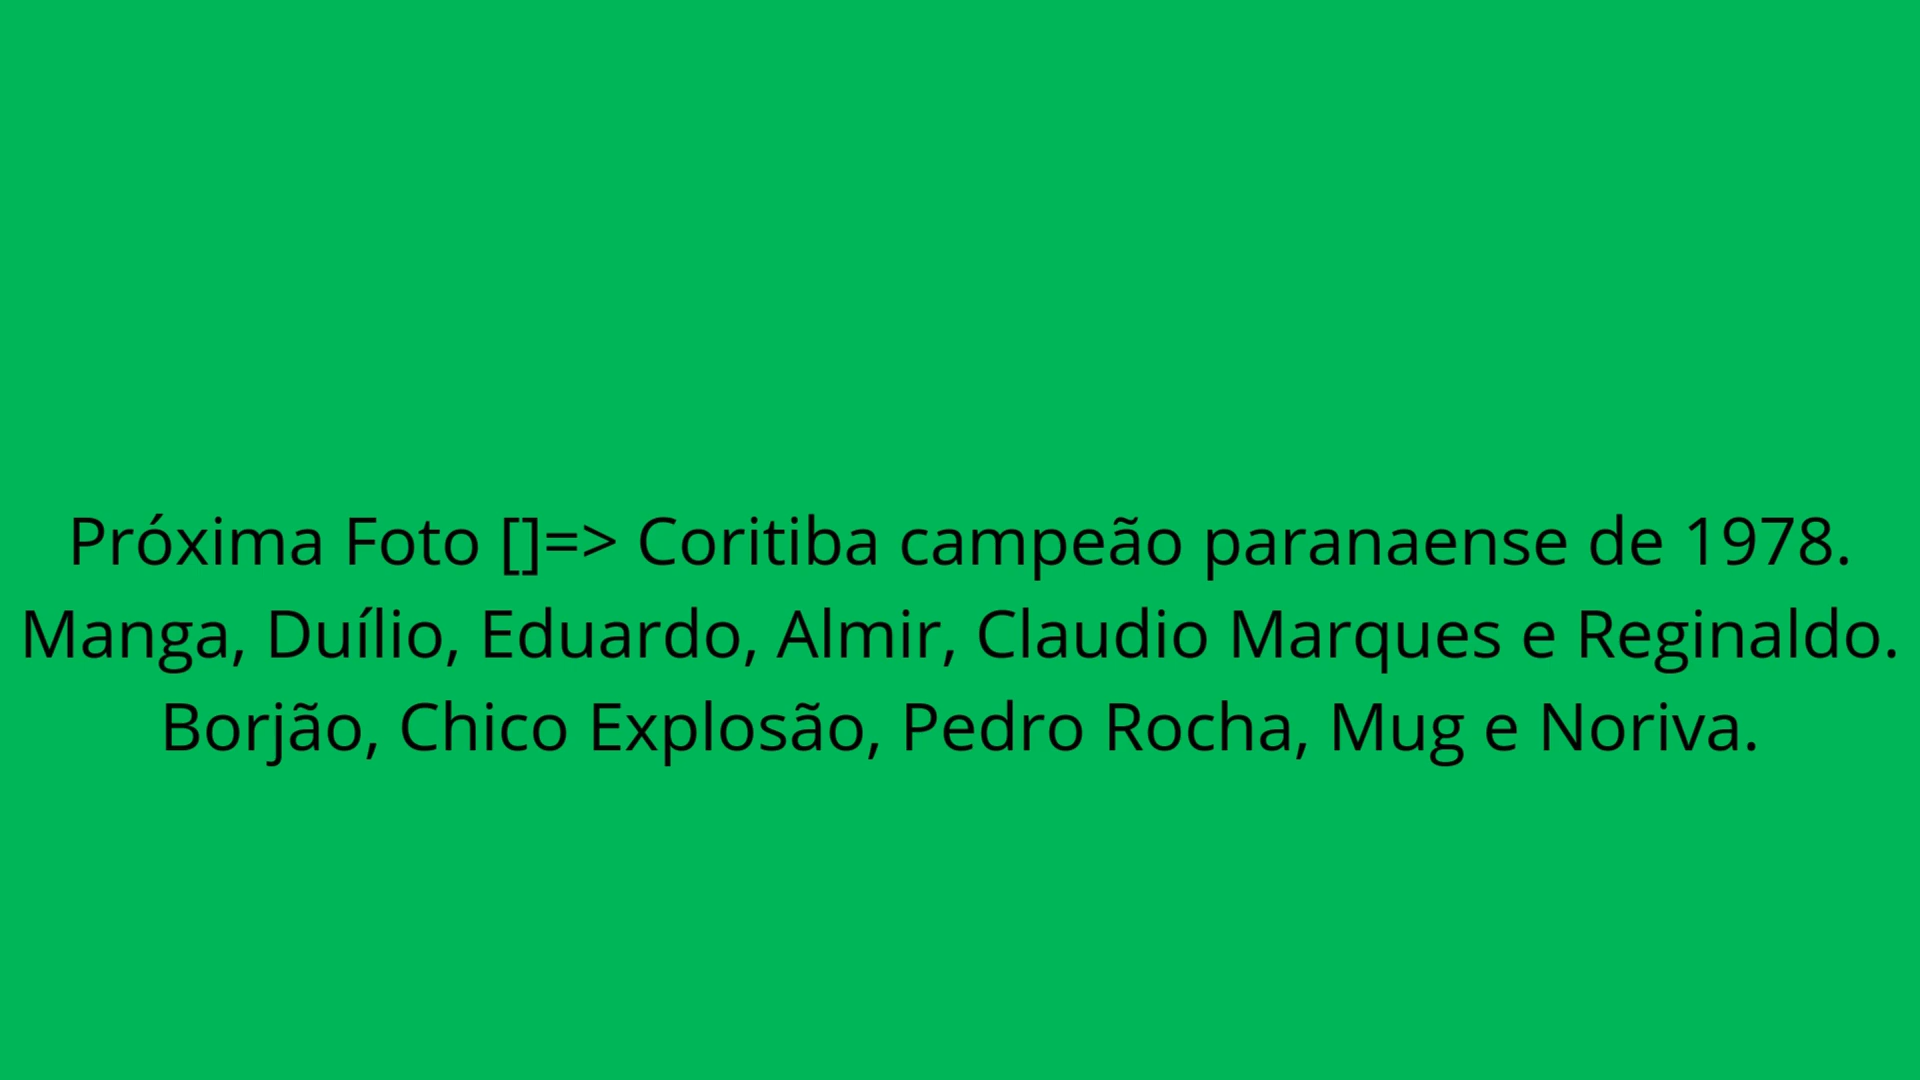 Próxima Foto []=> Coritiba campeão paranaense de 1978.
Manga, Duílio, Eduardo, Almir, Claudio Marques e Reginaldo.
Borjão, Chico Explosão, Pedro Rocha, Mug e Noriva.